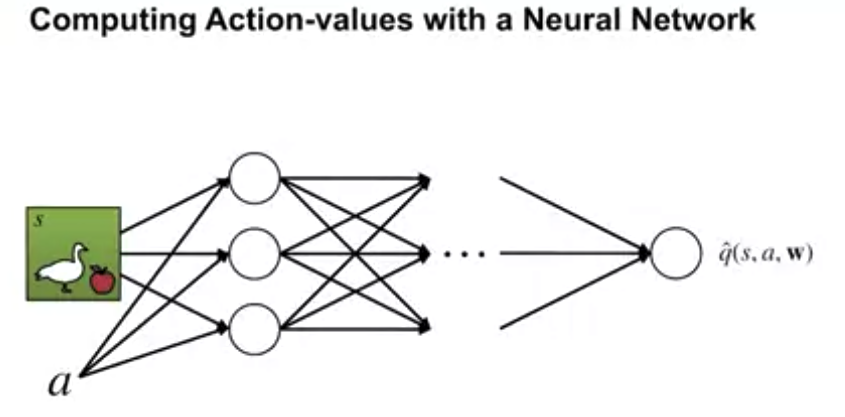 Computing Action-values with a Neural Network
s
...
q̂(s, a, w)
a